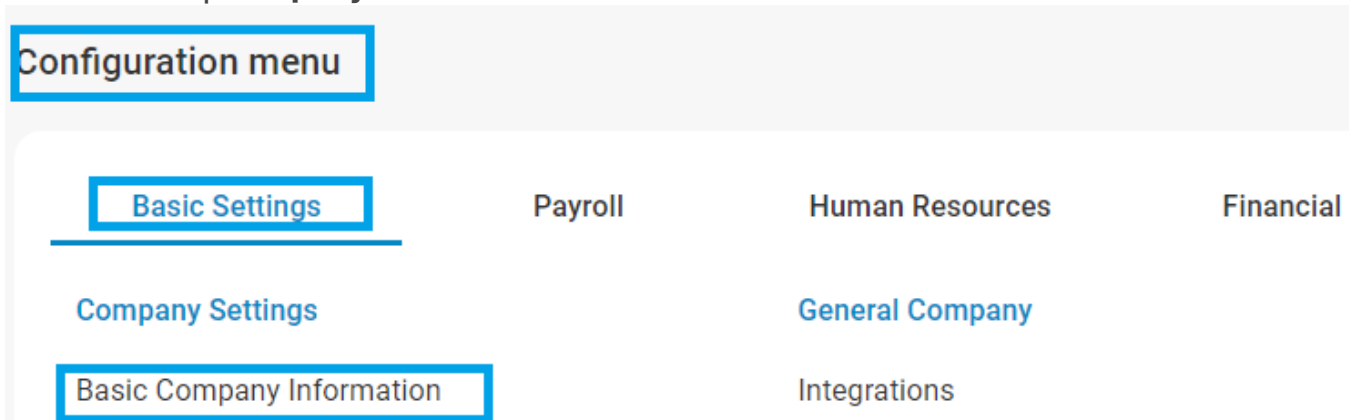 Configuration menu
Basic Settings Payroll Human Resources Financial
Company Settings General Company
Basic Company Information Integrations